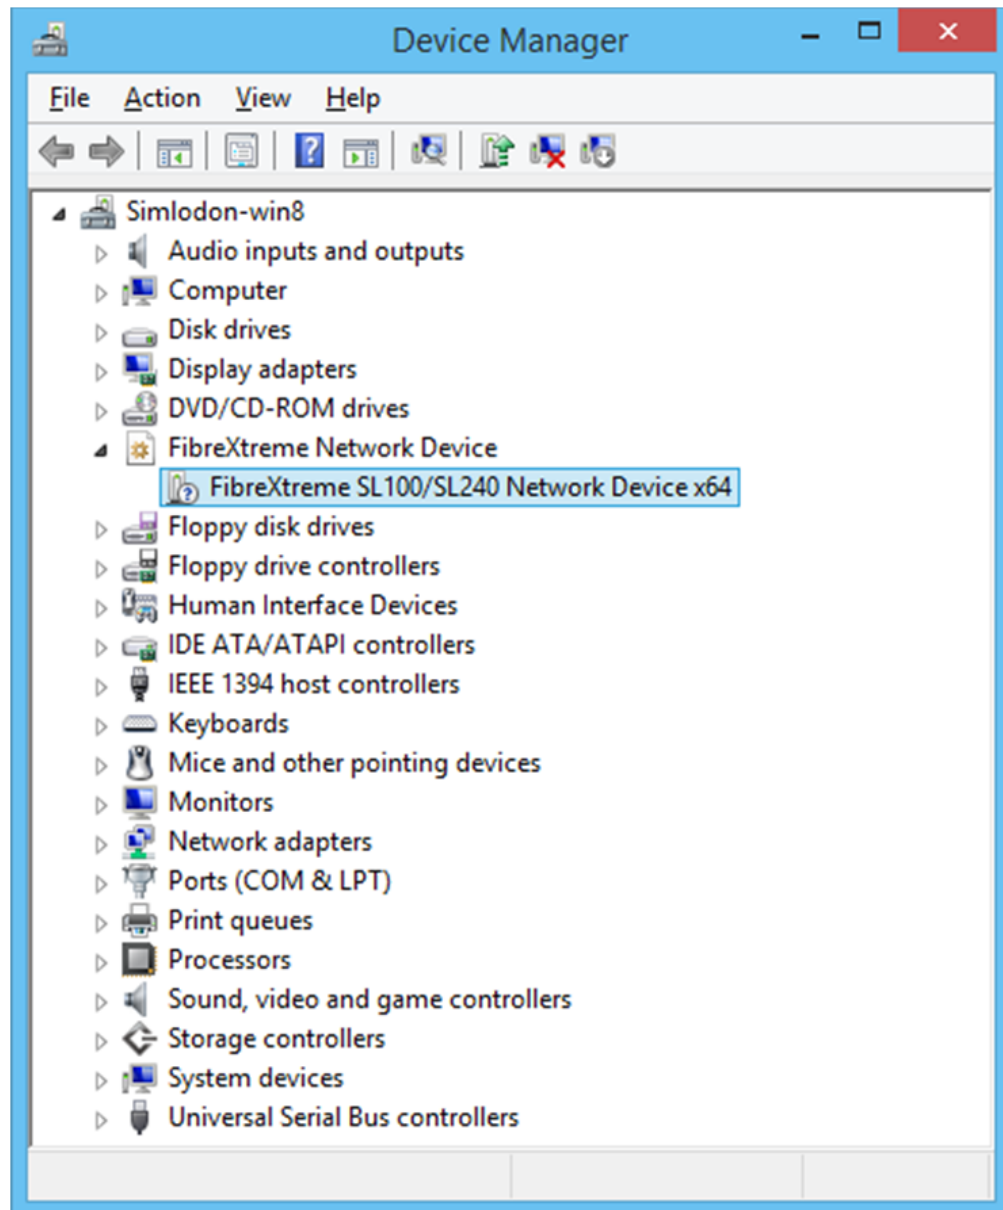 Device Manager
File Action View Help
Simlodon-win8
Audio inputs and outputs
Computer
Disk drives
Display adapters
DVD/CD-ROM drives
FibreXtreme Network Device
FibreXtreme SL100/SL240 Network Device x64
Floppy disk drives
Floppy drive controllers
Human Interface Devices
IDE ATA/ATAPI controllers
IEEE 1394 host controllers
Keyboards
Mice and other pointing devices
Monitors
Network adapters
Ports (COM & LPT)
Print queues
Processors
Sound, video and game controllers
Storage controllers
System devices
Universal Serial Bus controllers